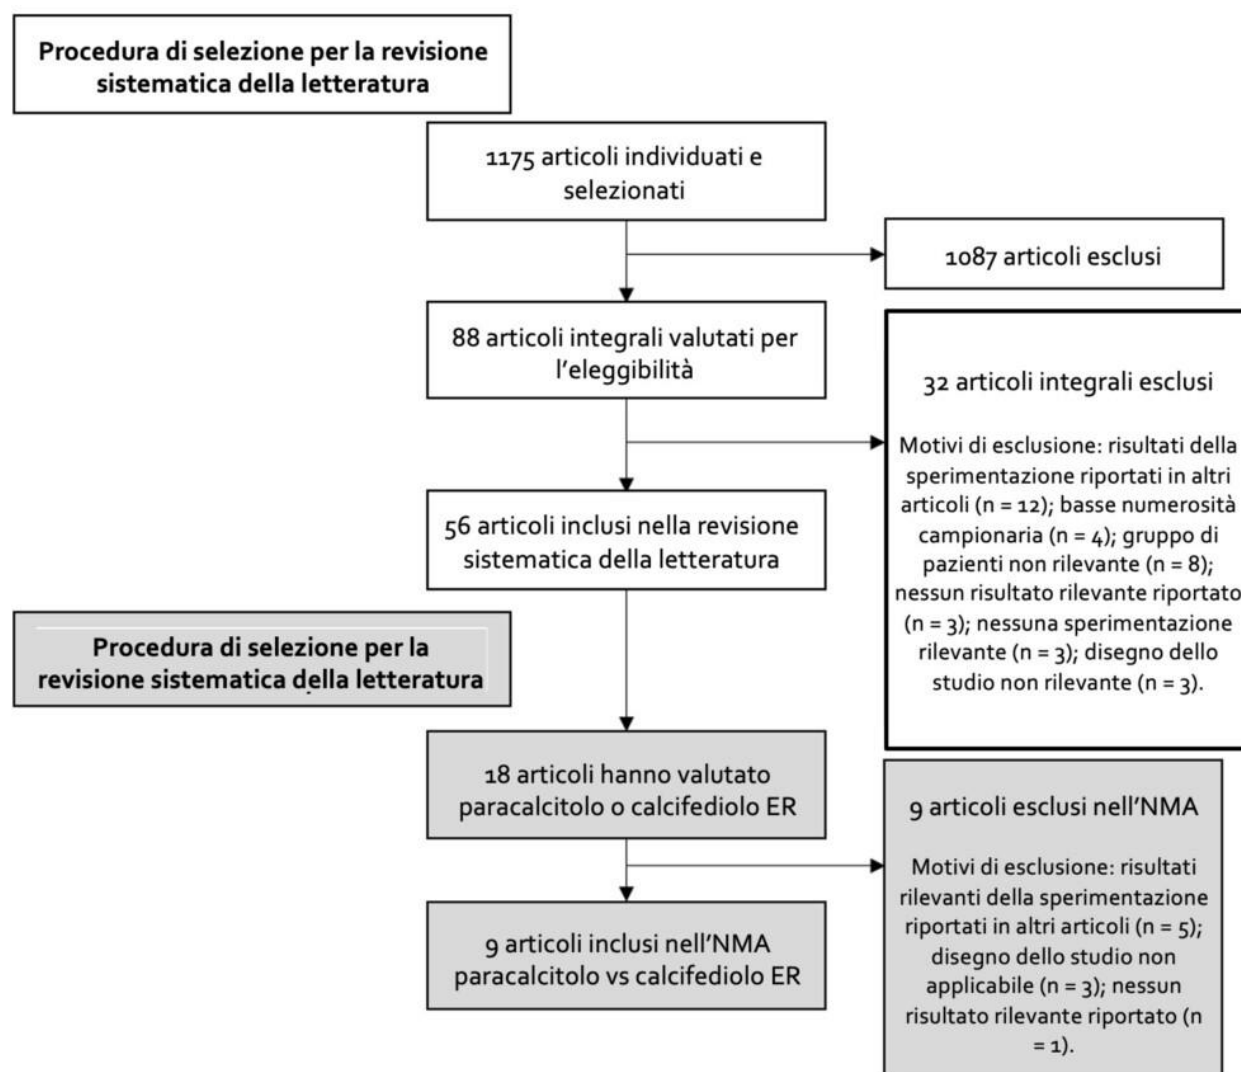 Procedura di selezione per la revisione
sistematica della letteratura
1175 articoli individuati e
selezionati
1087 articoli esclusi
88 articoli integrali valutati per
l'eleggibilità
32 articoli integrali esclusi
Motivi di esclusione: risultati della
sperimentazione riportati in altri
articoli (n = 12); basse numerosità
campionaria (n = 4); gruppo di
pazienti non rilevante (n = 8);
nessun risultato rilevante riportato
(n = 3); nessuna sperimentazione
rilevante (n = 3); disegno dello
studio non rilevante (n = 3).
56 articoli inclusi nella revisione
sistematica della letteratura
Procedura di selezione per la
revisione sistematica della letteratura
18 articoli hanno valutato
paracalcitolo o calcifediolo ER
9 articoli esclusi nell'NMA
Motivi di esclusione: risultati
rilevanti della sperimentazione
riportati in altri articoli (n = 5);
disegno dello studio non
applicabile (n = 3); nessun
risultato rilevante riportato (n
= 1).
9 articoli inclusi nell'NMA
paracalcitolo vs calcifediolo ER